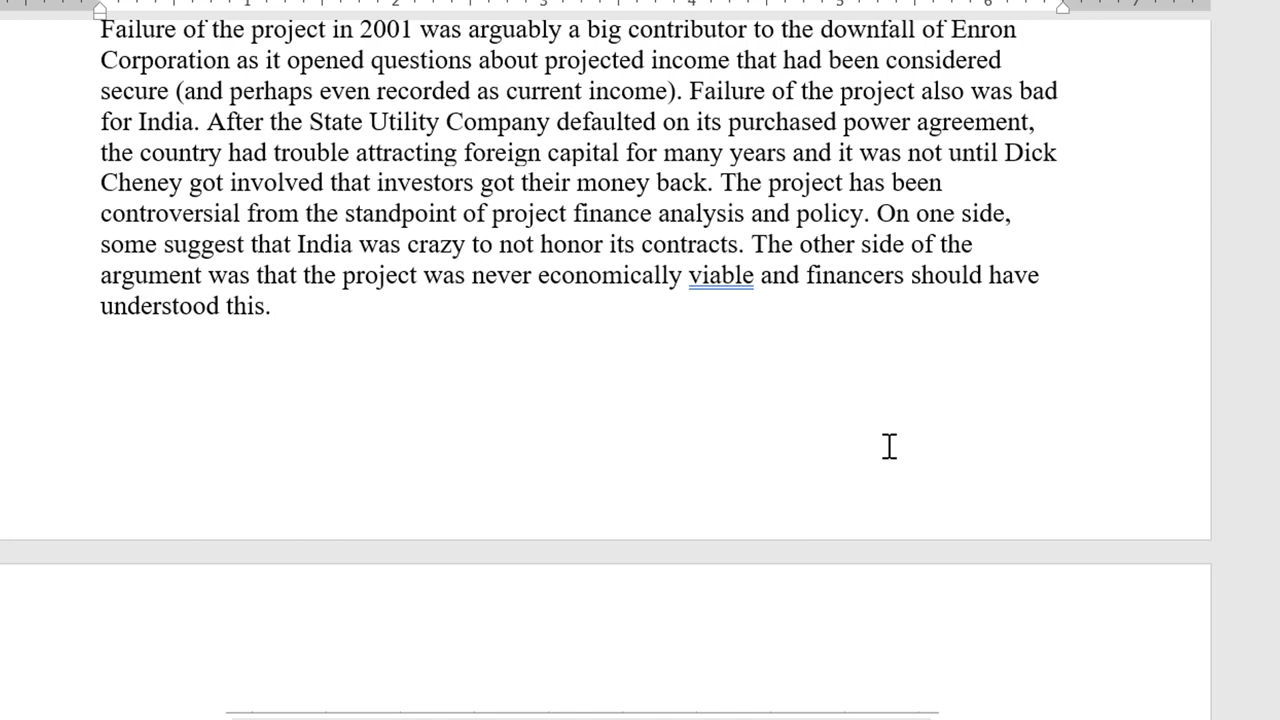 Failure of the project in 2001 was arguably a big contributor to the downfall of Enron
Corporation as it opened questions about projected income that had been considered
secure (and perhaps even recorded as current income). Failure of the project also was bad
for India. After the State Utility Company defaulted on its purchased power agreement,
the country had trouble attracting foreign capital for many years and it was not until Dick
Cheney got involved that investors got their money back. The project has been
controversial from the standpoint of project finance analysis and policy. On one side,
some suggest that India was crazy to not honor its contracts. The other side of the
argument was that the project was never economically viable and financers should have
understood this.